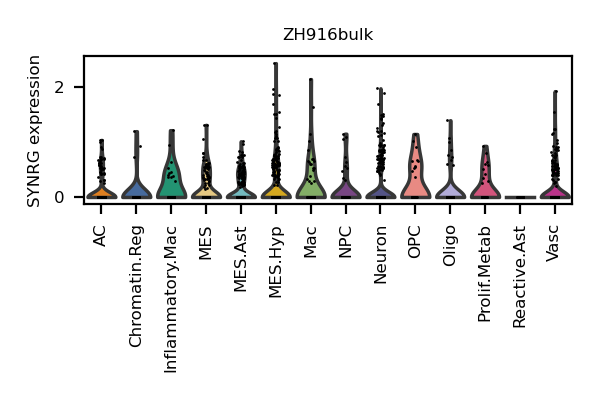 ZH916bulk
SYNRG expression
2
0
AC
Chromatin.Reg
Inflammatory.Mac
MES
MES.Ast
MES.Hyp
Mac
NPC
Neuron
OPC
Oligo
Prolif.Metab
Reactive.Ast
Vasc